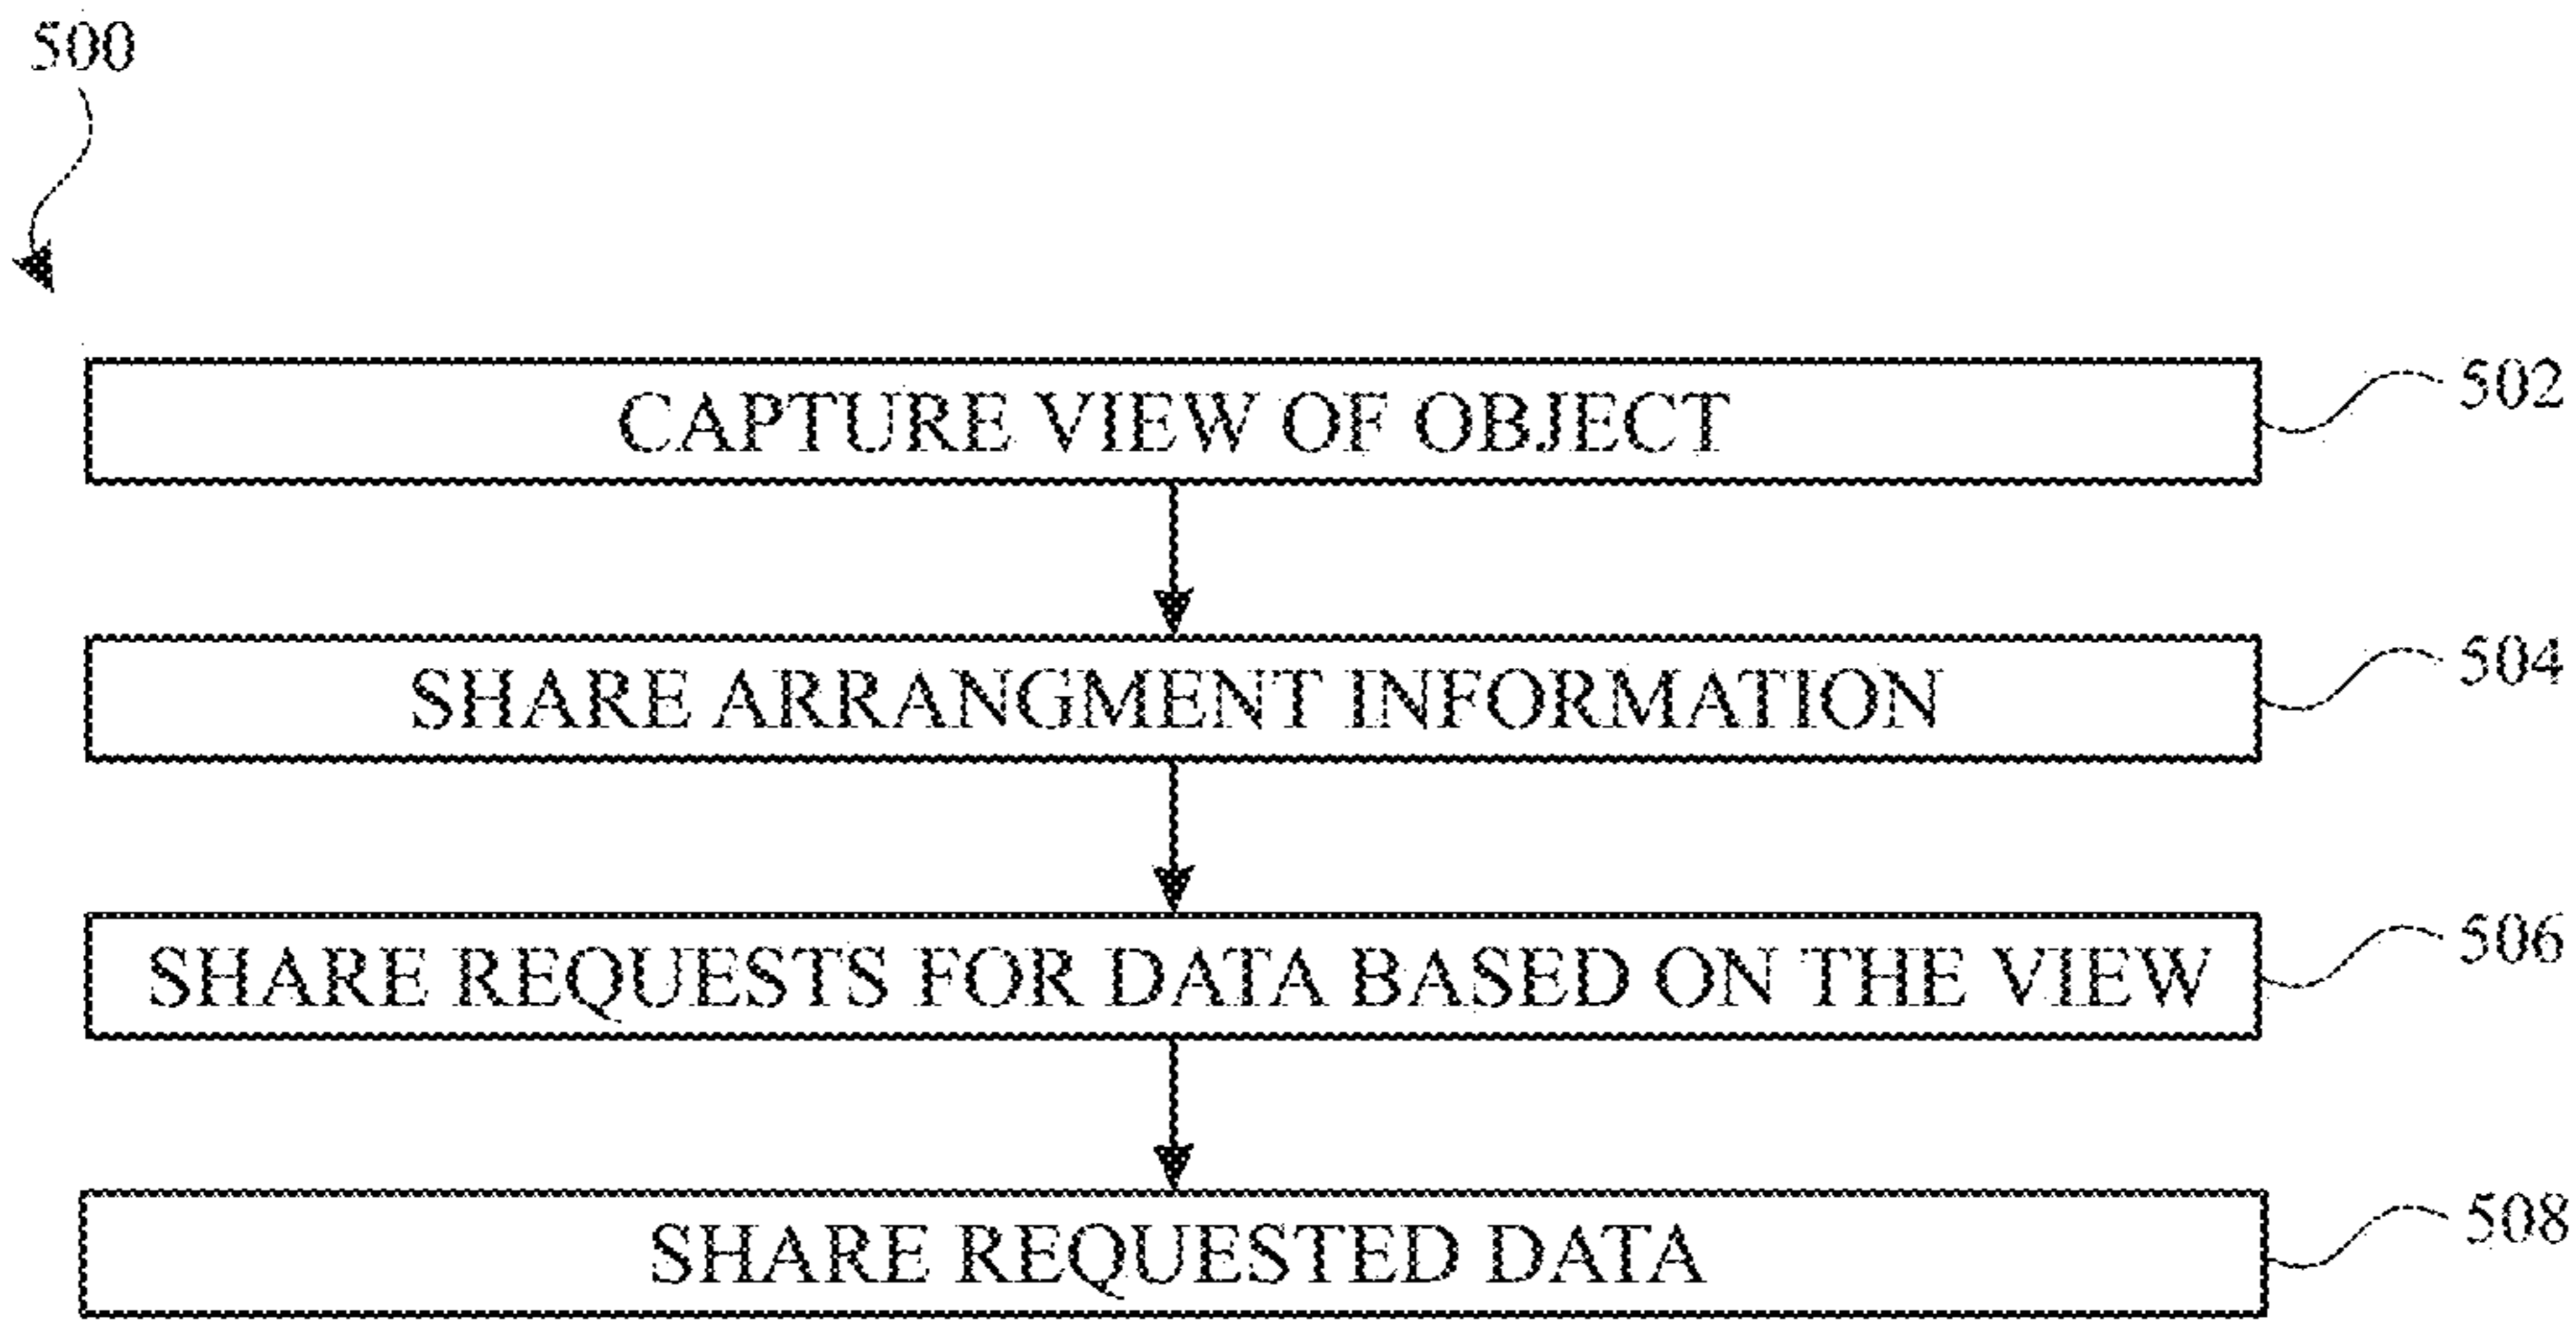 500
CAPTURE VIEW OF OBJECT
502
SHARE ARRANGMENT INFORMATION
504
SHARE REQUESTS FOR DATA BASED ON THE VIEW
506
SHARE REQUESTED DATA
508